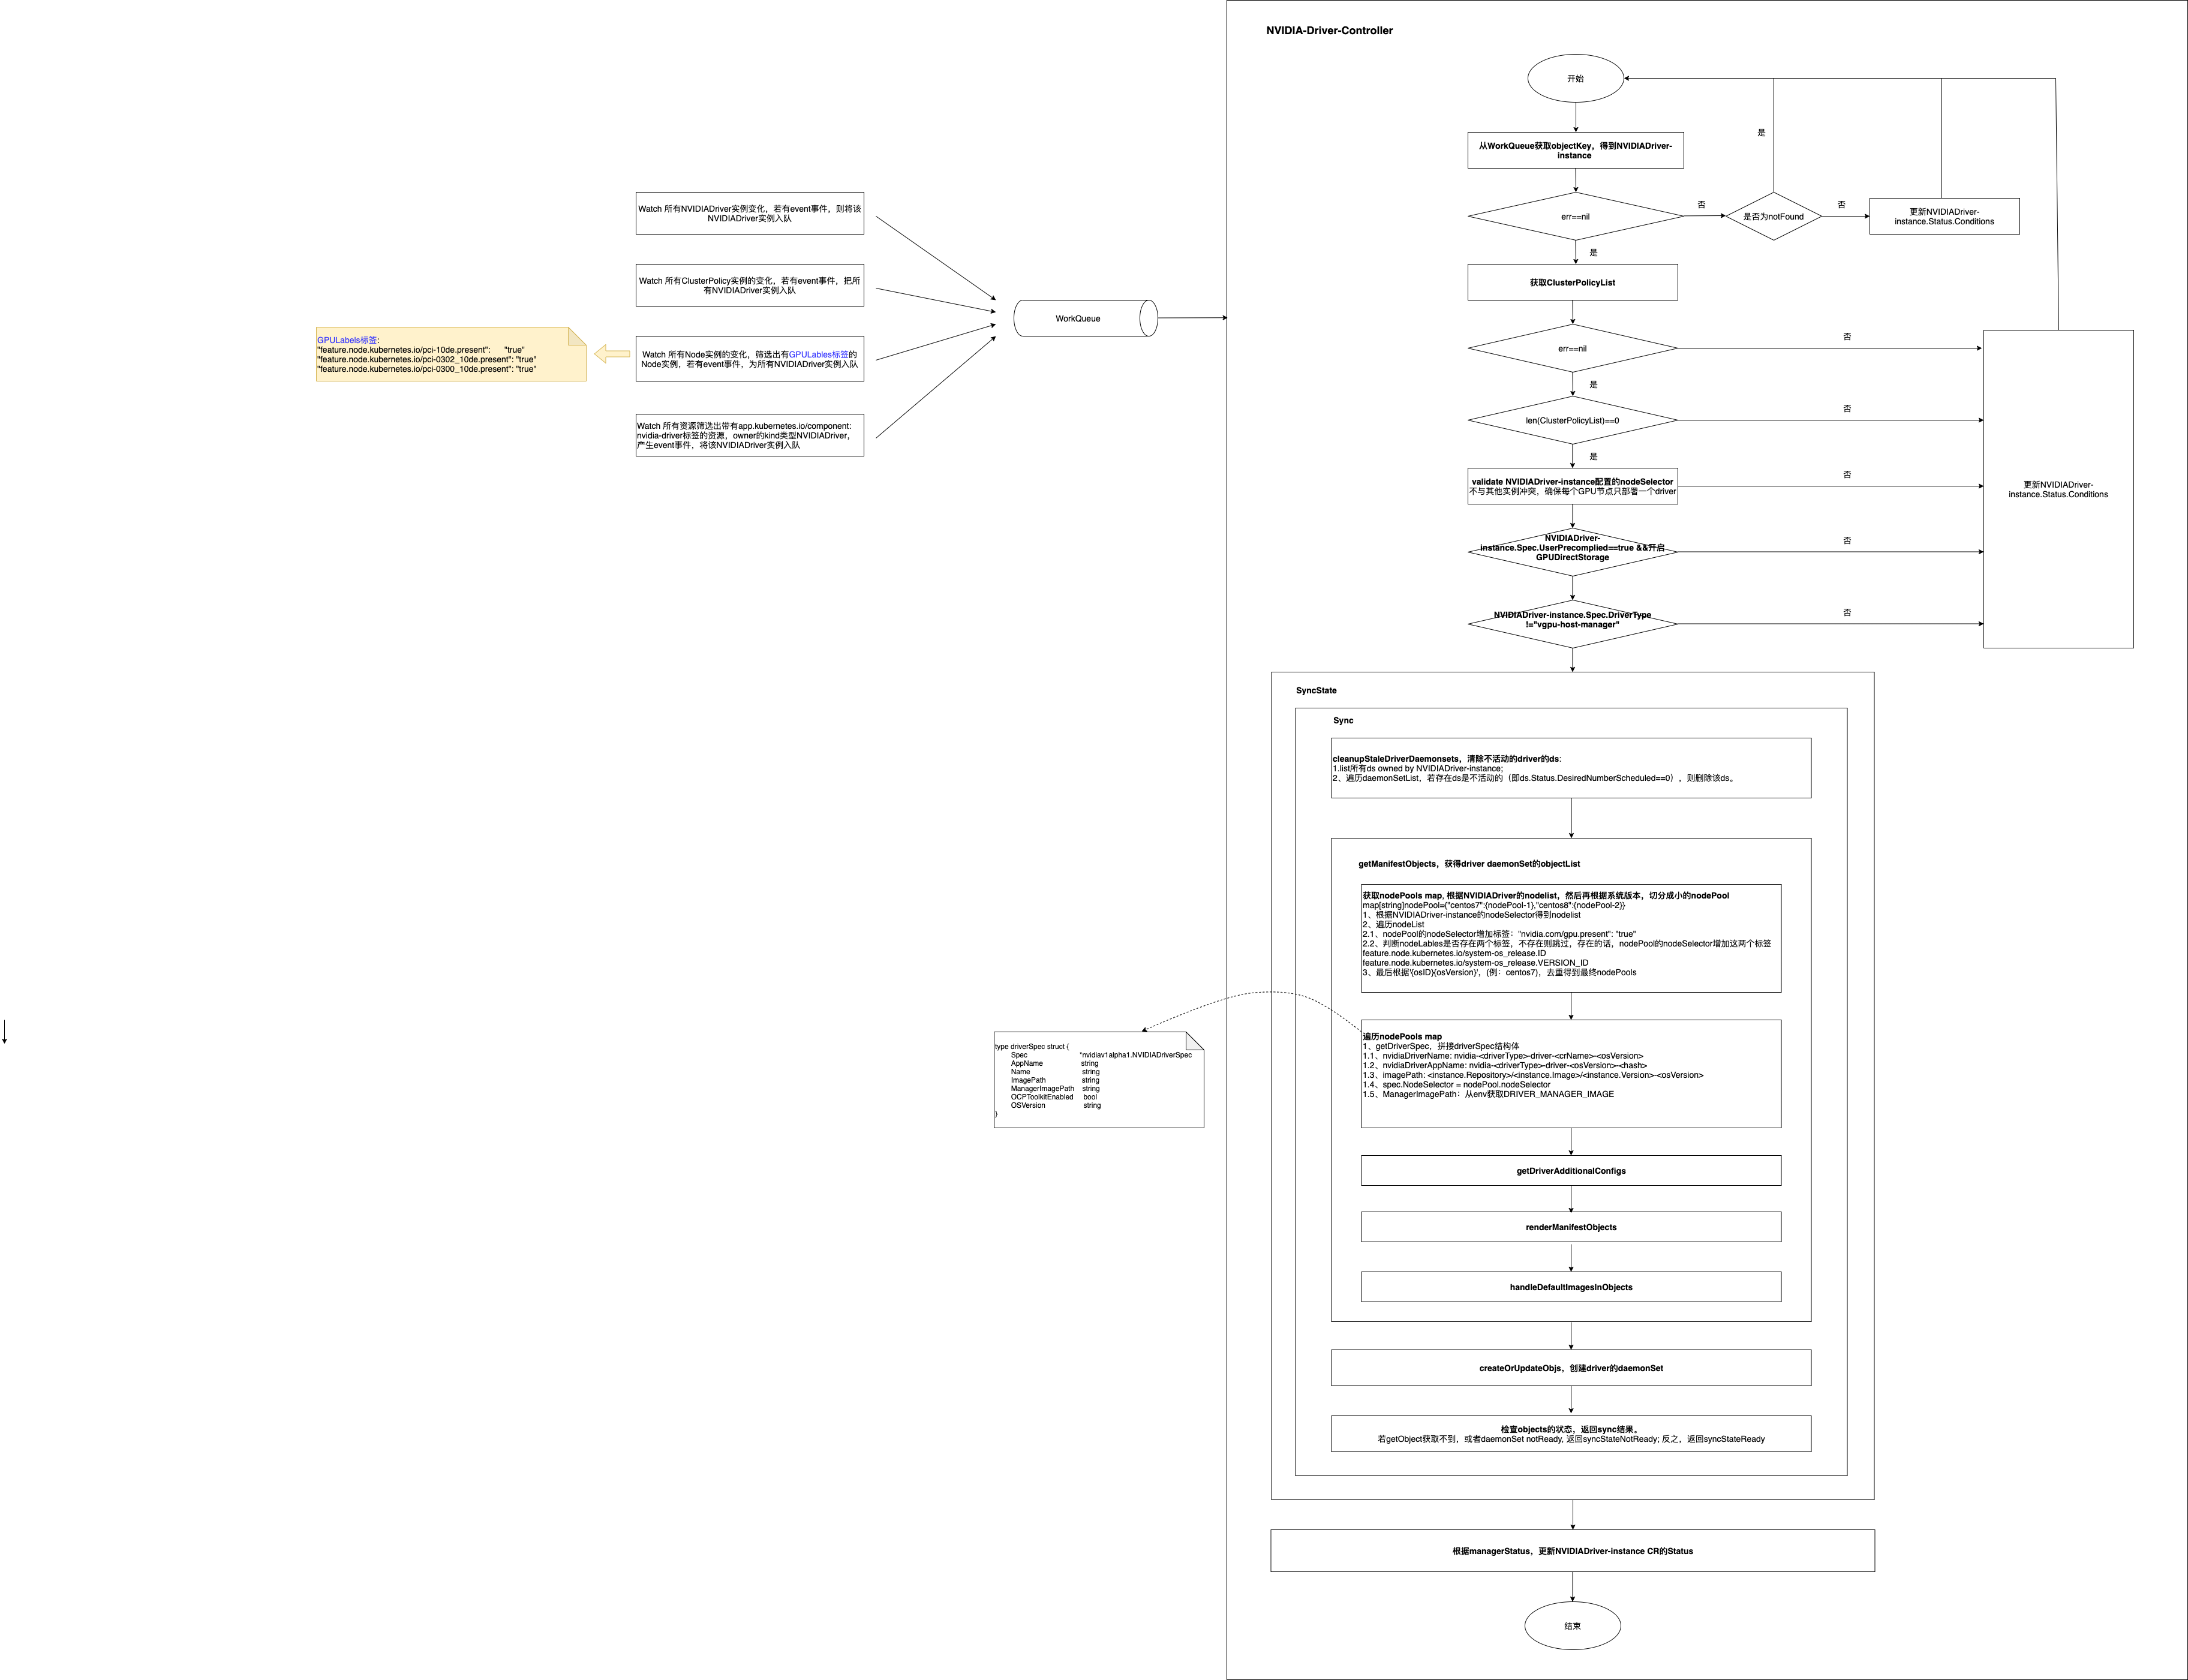 NVIDIA-Driver-Controller
开始
从WorkQueue获取objectKey，得到NVIDIADriver-
instance
err==nil
否
是否为notFound
是
否
更新NVIDIADriver-
instance.Status.Conditions
是
获取ClusterPolicyList
err==nil
否
是
len(ClusterPolicyList)==0
否
是
validate NVIDIADriver-instance配置的nodeSelector
不与其他实例冲突，确保每个GPU节点只部署一个driver
否
NVIDIADriver-
instance.Spec.UserPrecomplied==true &&开启
GPUDirectStorage
否
NVIDIADriver-instance.Spec.DriverType
!="vgpu-host-manager"
否
更新NVIDIADriver-
instance.Status.Conditions
Watch 所有NVIDIADriver实例变化，若有event事件，则将该
NVIDIADriver实例入队
Watch 所有ClusterPolicy实例的变化，若有event事件，把所
有NVIDIADriver实例入队
Watch 所有Node实例的变化，筛选出有GPULables标签的
Node实例，若有event事件，为所有NVIDIADriver实例入队
Watch 所有资源筛选出带有app.kubernetes.io/component:
nvidia-driver标签的资源，owner的kind类型NVIDIADriver，
产生event事件，将该NVIDIADriver实例入队
GPULabels标签:
"feature.node.kubernetes.io/pci-10de.present": "true"
"feature.node.kubernetes.io/pci-0302_10de.present": "true"
"feature.node.kubernetes.io/pci-0300_10de.present": "true"
WorkQueue
SyncState
Sync
cleanupStaleDriverDaemonsets，清除不活动的driver的ds:
1.list所有ds owned by NVIDIADriver-instance;
2、遍历daemonSetList，若存在ds是不活动的（即ds.Status.DesiredNumberScheduled==0），则删除该ds。
getManifestObjects，获得driver daemonSet的objectList
获取nodePools map, 根据NVIDIADriver的nodelist，然后再根据系统版本，切分成小的nodePool
map[string]nodePool={"centos7":{nodePool-1},"centos8":{nodePool-2}}
1、根据NVIDIADriver-instance的nodeSelector得到nodelist
2、遍历nodeList
2.1、nodePool的nodeSelector增加标签："nvidia.com/gpu.present": "true"
2.2、判断nodeLables是否存在两个标签，不存在则跳过，存在的话，nodePool的nodeSelector增加这两个标签
feature.node.kubernetes.io/system-os_release.ID
feature.node.kubernetes.io/system-os_release.VERSION_ID
3、最后根据'{osID}{osVersion}'，(例：centos7)，去重得到最终nodePools
遍历nodePools map
1、getDriverSpec，拼接driverSpec结构体
1.1、nvidiaDriverName: nvidia-<driverType>-driver-<crName>-<osVersion>
1.2、nvidiaDriverAppName: nvidia-<driverType>-driver-<osVersion>-<hash>
1.3、imagePath: <instance.Repository>/<instance.Image>/<instance.Version>-<osVersion>
1.4、spec.NodeSelector = nodePool.nodeSelector
1.5、ManagerImagePath：从env获取DRIVER_MANAGER_IMAGE
type driverSpec struct {
Spec *nvidiav1alpha1.NVIDIADriverSpec
AppName string
Name string
ImagePath string
ManagerImagePath string
OCPToolkitEnabled bool
OSVersion string
}
getDriverAdditionalConfigs
renderManifestObjects
handleDefaultImagesInObjects
createOrUpdateObjs，创建driver的daemonSet
检查objects的状态，返回sync结果。
若getObject获取不到，或者daemonSet notReady, 返回syncStateNotReady; 反之，返回syncStateReady
根据managerStatus，更新NVIDIADriver-instance CR的Status
结束